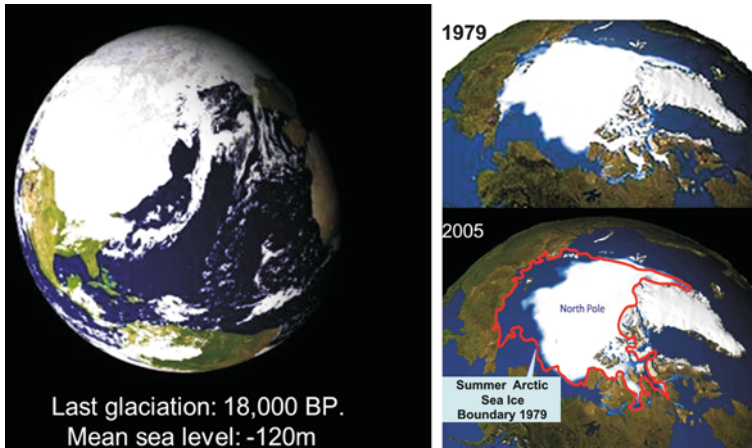 Last glaciation: 18,000 BP.
Mean sea level: -120m
1979
2005
North Pole
Summer Arctic
Sea Ice
Boundary 1979